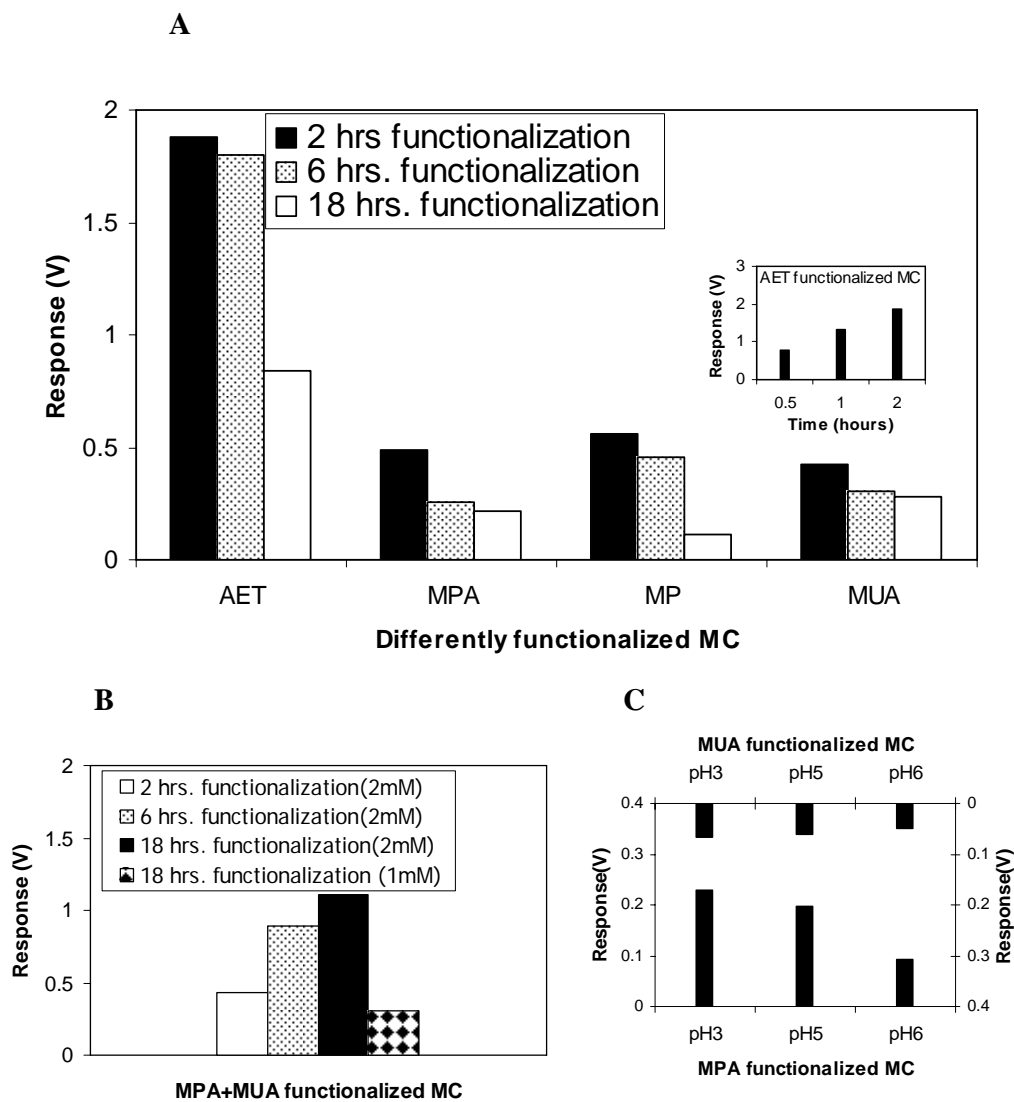 A
2
1.5
1
0.5
0
Response (V)
2 hrs functionalization
6 hrs. functionalization
18 hrs. functionalization
3
2
1
0
Response (V)
AET functionalized MC
0.5 1 2
Time (hours)
AET MPA MP MUA
Differently functionalized MC
B
2
1.5
1
0.5
0
Response (V)
2 hrs. functionalization(2mM)
6 hrs. functionalization(2mM)
18 hrs. functionalization(2mM)
18 hrs. functionalization (1mM)
MPA+MUA functionalized MC
C
MUA functionalized MC
pH3 pH5 pH6
0.4
0.3
0.2
0.1
0
Response(V)
0
0.1
0.2
0.3
0.4
Response(V)
pH3 pH5 pH6
MPA functionalized MC